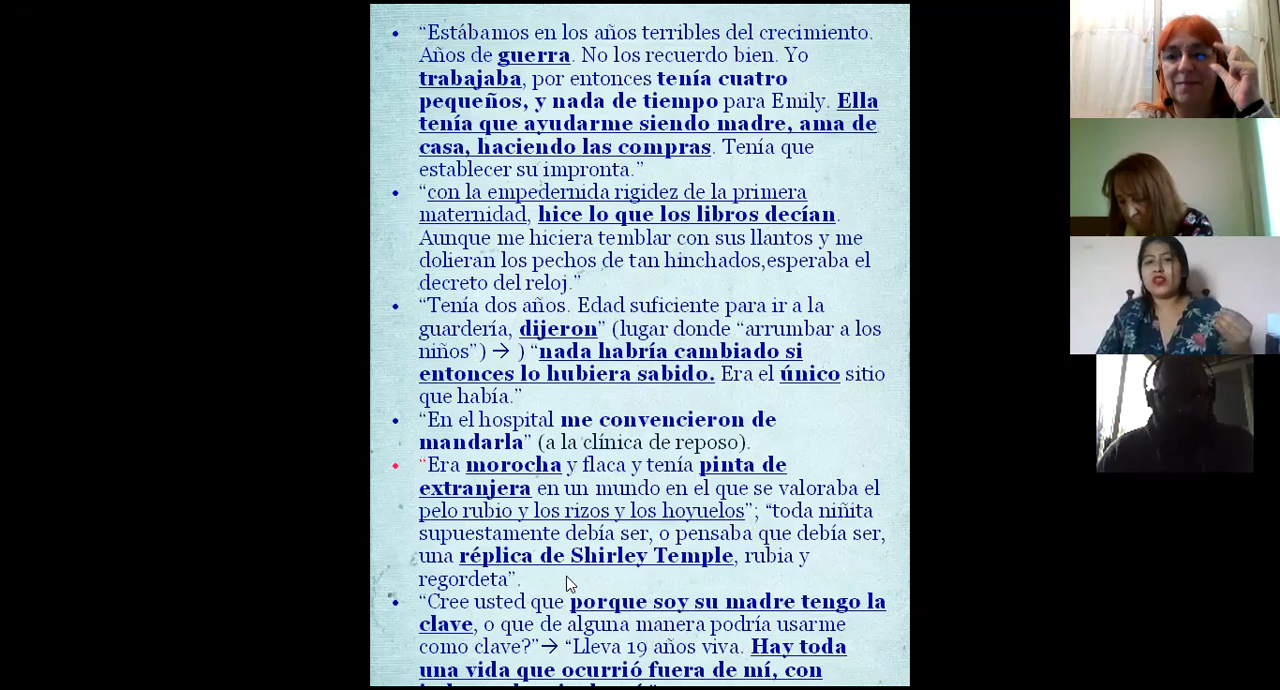 “Estábamos en los años terribles del crecimiento.
Años de guerra. No los recuerdo bien. Yo
trabajaba, por entonces tenía cuatro
pequeños, y nada de tiempo para Emily. Ella
tenía que ayudarme siendo madre, ama de
casa, haciendo las compras. Tenía que
establecer su impronta.”
“con la empedernida rigidez de la primera
maternidad, hice lo que los libros decían.
Aunque me hiciera temblar con sus llantos y me
dolieran los pechos de tan hinchados,esperaba el
decreto del reloj.”
“Tenía dos años. Edad suficiente para ir a la
guardería, dijeron” (lugar donde “arrumbar a los
niños”) → ) “nada habría cambiado si
entonces lo hubiera sabido. Era el único sitio
que había.”
“En el hospital me convencieron de
mandarla” (a la clínica de reposo).
“Era morocha y flaca y tenía pinta de
extranjera en un mundo en el que se valoraba el
pelo rubio y los rizos y los hoyuelos”; “toda niñita
supuestamente debía ser, o pensaba que debía ser,
una réplica de Shirley Temple, rubia y
regordeta”.
“Cree usted que porque soy su madre tengo la
clave, o que de alguna manera podría usarme
como clave?”→ “Lleva 19 años viva. Hay toda
una vida que ocurrió fuera de mí, con